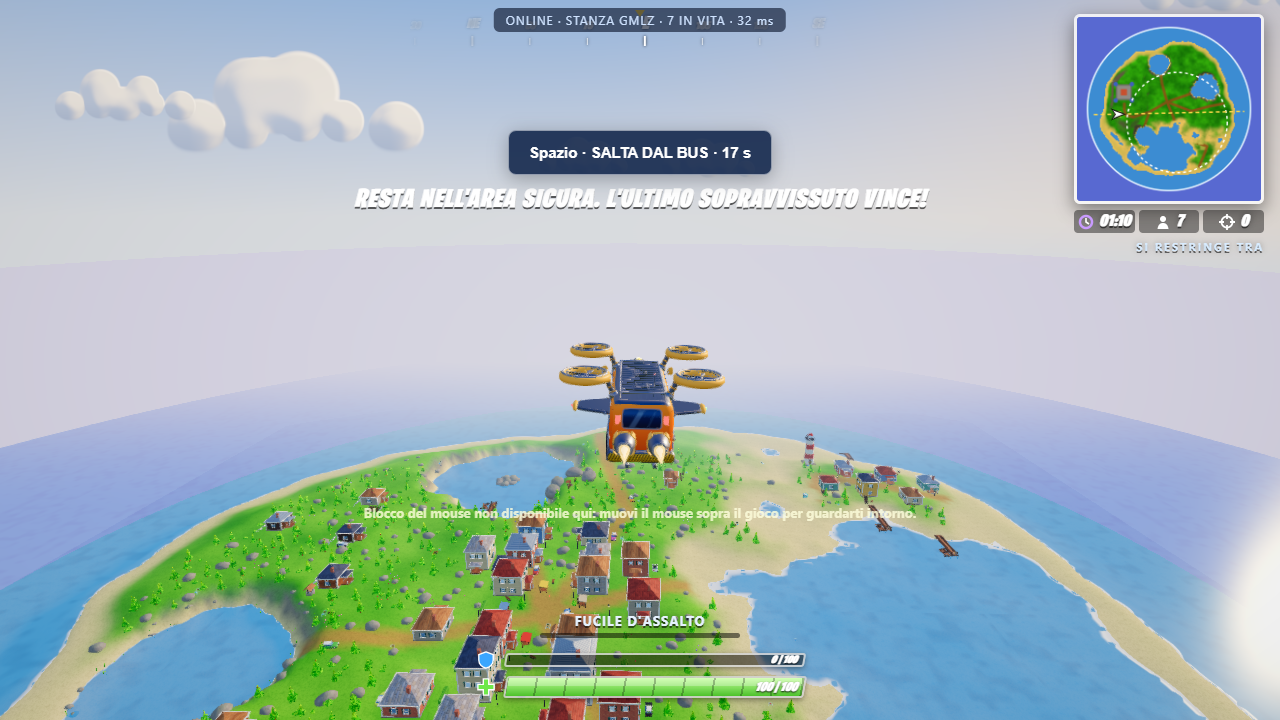 ONLINE · STANZA GMLZ · 7 IN VITA · 32 ms
Spazio · SALTA DAL BUS · 17 s
RESTA NELL'AREA SICURA. L'ULTIMO SOPRAVVISSUTO VINCE!
01:10
7
0
SI RESTRINGE TRA
Blocco del mouse non disponibile qui: muovi il mouse sopra il gioco per guardarti intorno.
FUCILE D'ASSALTO
0/100
100/100